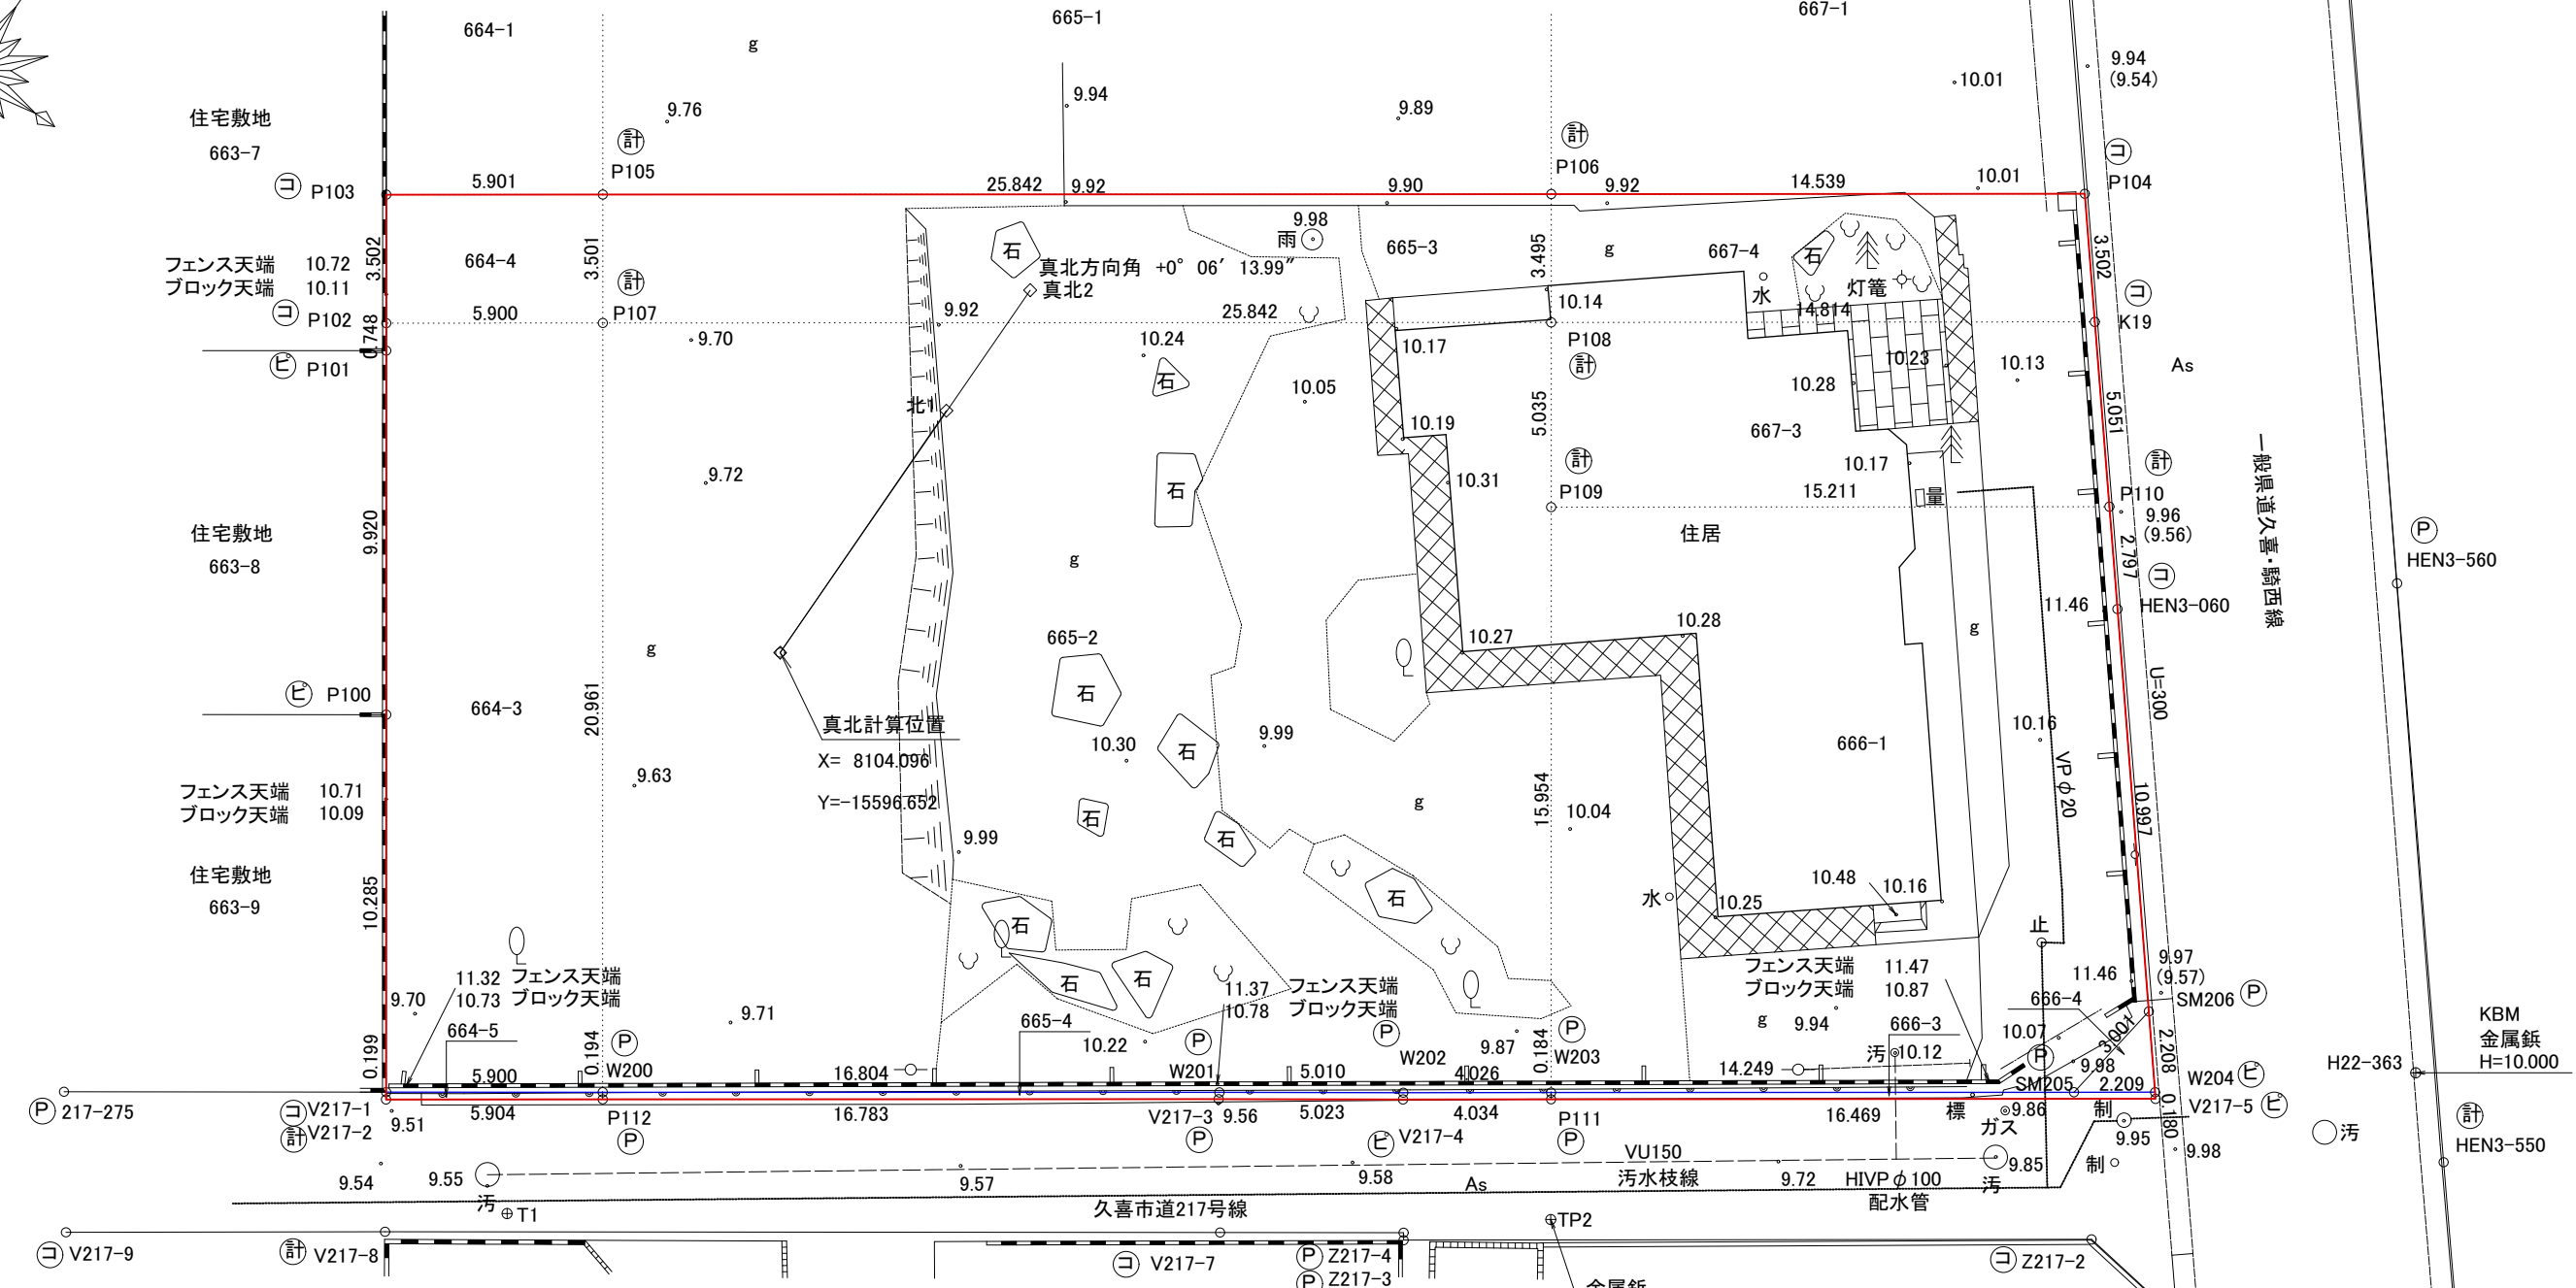 664-1
g
665-1
667-1
住宅敷地
663-7
9.76
計
9.94
9.89
計
10.01
9.94
(9.54)
コ P103
5.901
P105
25.842
9.92
9.90
P106
9.92
14.539
10.01
コ
P104
フェンス天端 10.72
ブロック天端 10.11
3.502
664-4
3.501
計
石
真北方向角 +0° 06′ 13.99″
真北2
9.98
雨
665-3
3.495
g
667-4
石
水
灯篭
3.502
コ
コ P102
5.900
P107
9.92
25.842
10.14
14.814
K19
0.748
ピ P101
9.70
10.24
10.17
P108
計
10.23
10.13
As
石
10.05
10.28
北1
10.19
5.035
667-3
5.051
9.72
石
10.31
計
P109
10.17
15.211
量
計
P110
9.96
(9.56)
一般県道久喜・騎西線
住宅敷地
663-8
9.920
g
住居
2.797
コ
P
HEN3-560
g
665-2
10.27
10.28
11.46
HEN3-060
g
ピ P100
664-3
20.961
石
真北計算位置
X= 8104.096
Y=-15596.652
10.30
石
9.99
666-1
10.16
U=300
フェンス天端 10.71
ブロック天端 10.09
9.63
石
石
g
15.954
10.04
VPφ20
10.997
9.99
住宅敷地
663-9
10.285
石
石
水
10.25
10.48
10.16
止
11.32 フェンス天端
10.73 ブロック天端
石
石
11.37 フェンス天端
10.78 ブロック天端
フェンス天端 11.47
ブロック天端 10.87
11.46
9.97
(9.57)
SM206 P
9.70
664-5
9.71
665-4
10.22
P
P
9.87
P
g
9.94
666-3
666-4
10.07
3.001
KBM
金属鋲
H=10.000
0.199
0.194
P
W200
5.900
16.804
W201
5.010
W202
4.026
0.184
W203
14.249
汚
10.12
P
9.98
SM205
2.209
2.208
W204 ピ
H22-363
P 217-275
コ V217-1
計 V217-2
9.51
5.904
P112
P
16.783
V217-3
P
9.56
5.023
ピ V217-4
4.034
P111
P
16.469
標
9.86
ガス
制
9.95
0.180
V217-5 ピ
計
HEN3-550
汚
9.54
9.55
汚
9.57
9.58
As
VU150
汚水枝線
9.72
HIVPφ100
配水管
9.85
汚
制
9.98
T1
久喜市道217号線
TP2
コ V217-9
計 V217-8
コ V217-7
P Z217-4
P Z217-3
コ Z217-2
金属鋲